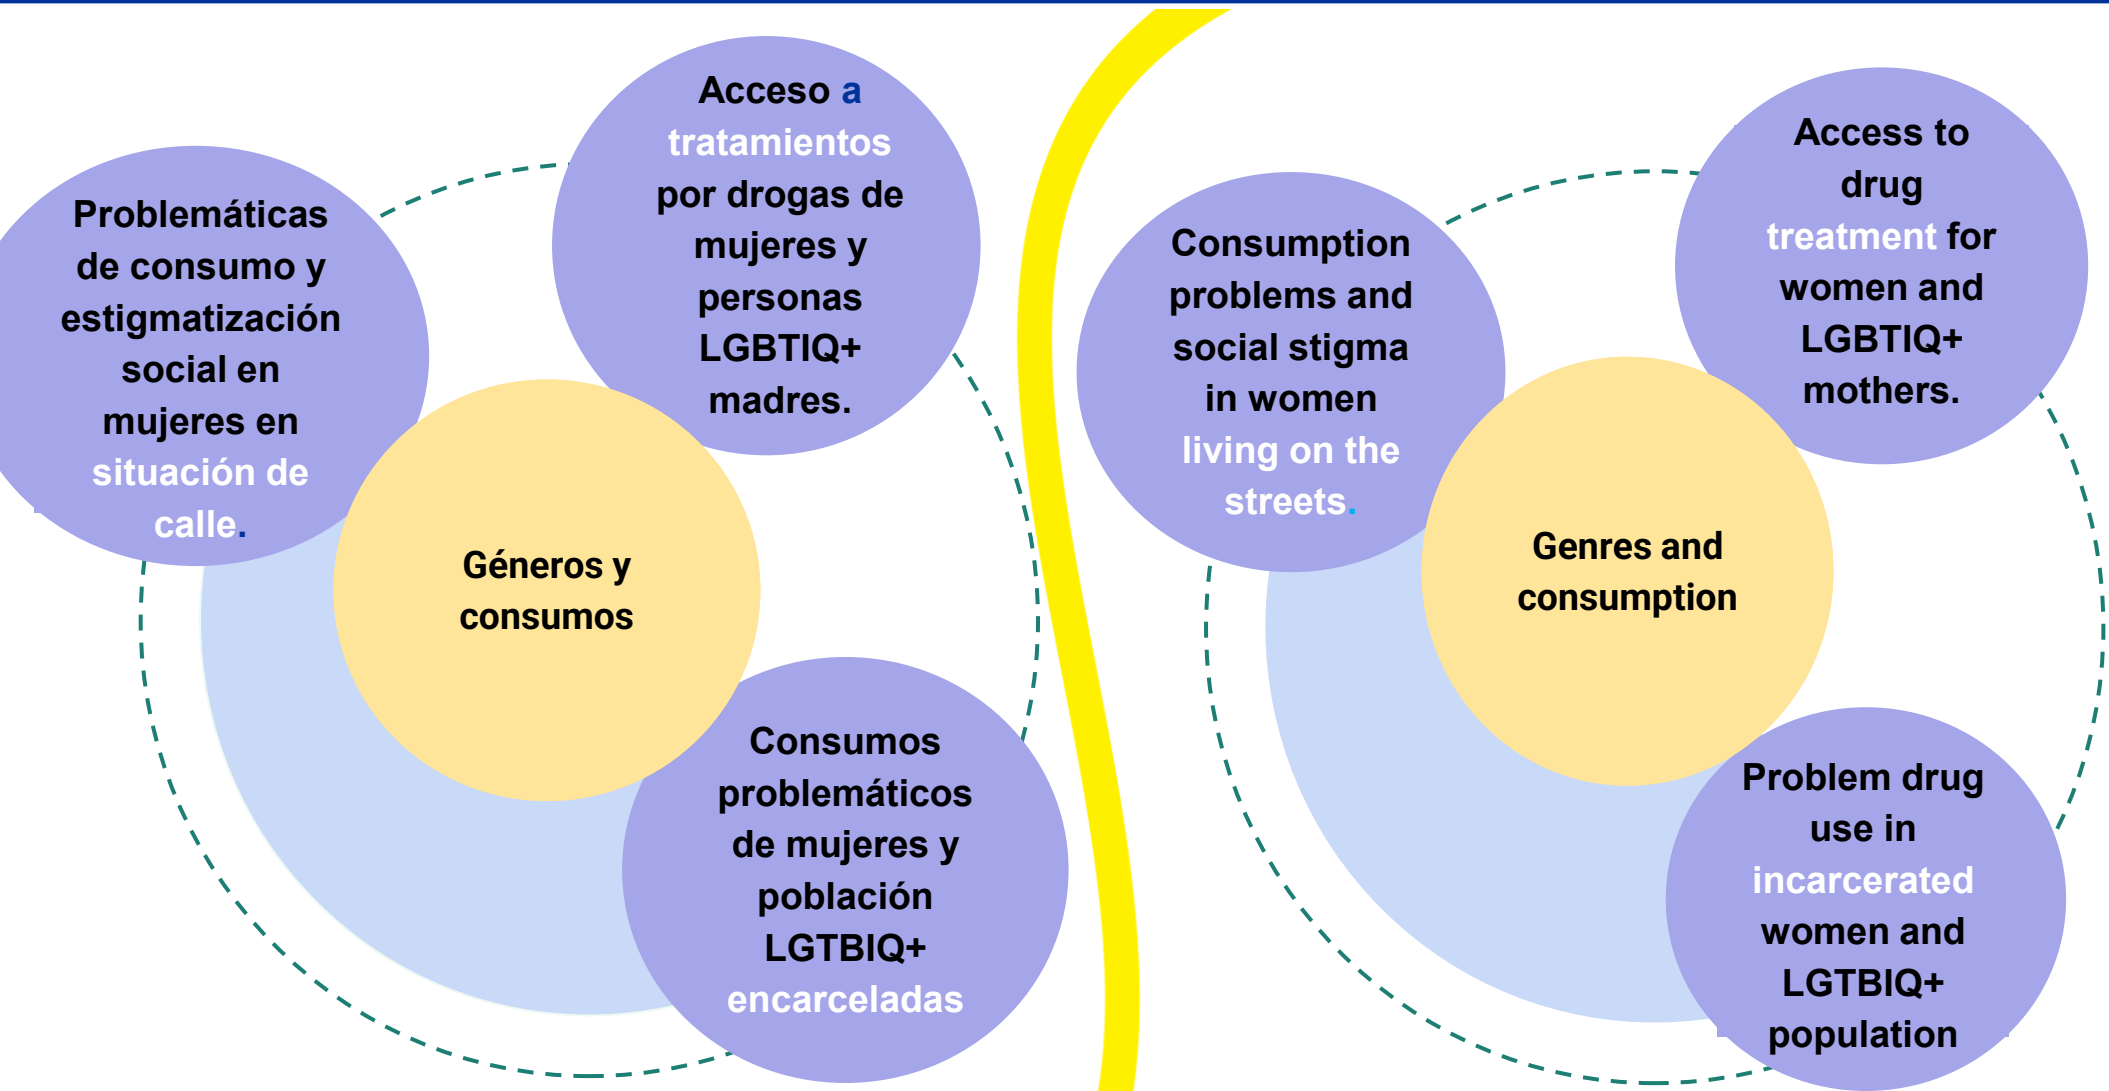 Problemáticas
de consumo y
estigmatización
social en
mujeres en
situación de
calle.
Acceso a
tratamientos
por drogas de
mujeres y
personas
LGBTIQ+
madres.
Géneros y
consumos
Consumos
problemáticos
de mujeres y
población
LGTBIQ+
encarceladas
Consumption
problems and
social stigma
in women
living on the
streets.
Access to
drug
treatment for
women and
LGBTIQ+
mothers.
Genres and
consumption
Problem drug
use in
incarcerated
women and
LGTBIQ+
population